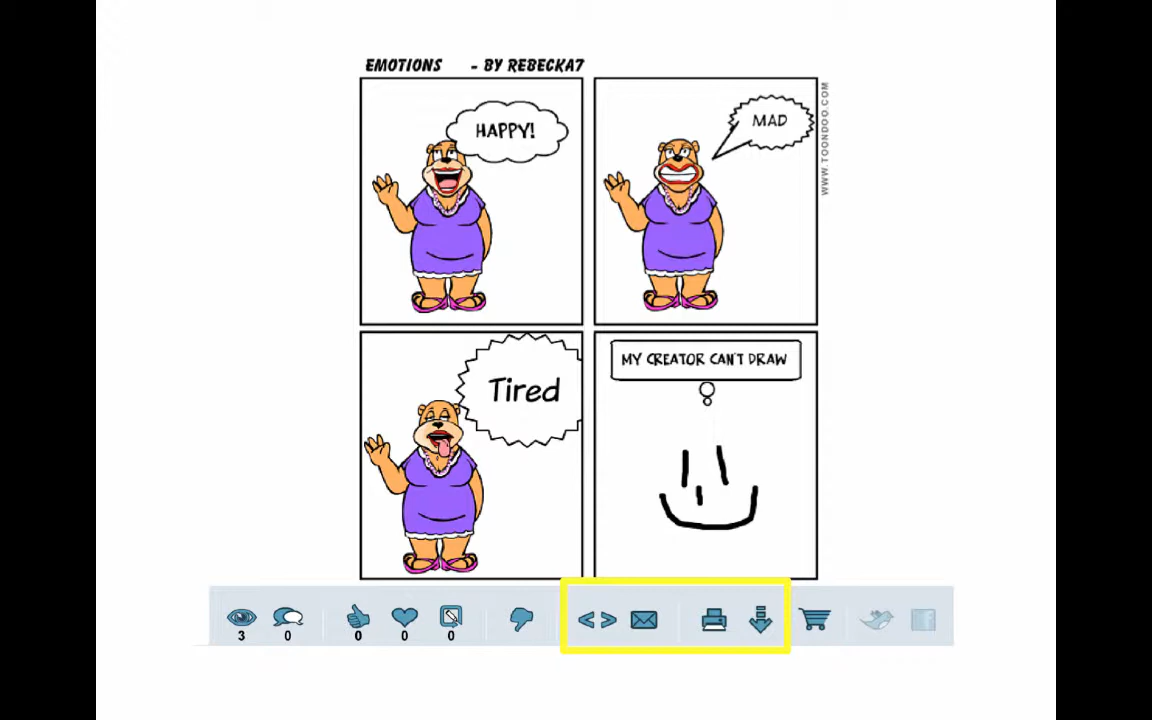 EMOTIONS - BY REBECKA7
HAPPY!
MAD
WWW.TOONDOO.COM
Tired
MY CREATOR CAN'T DRAW
3
0
0
0
0